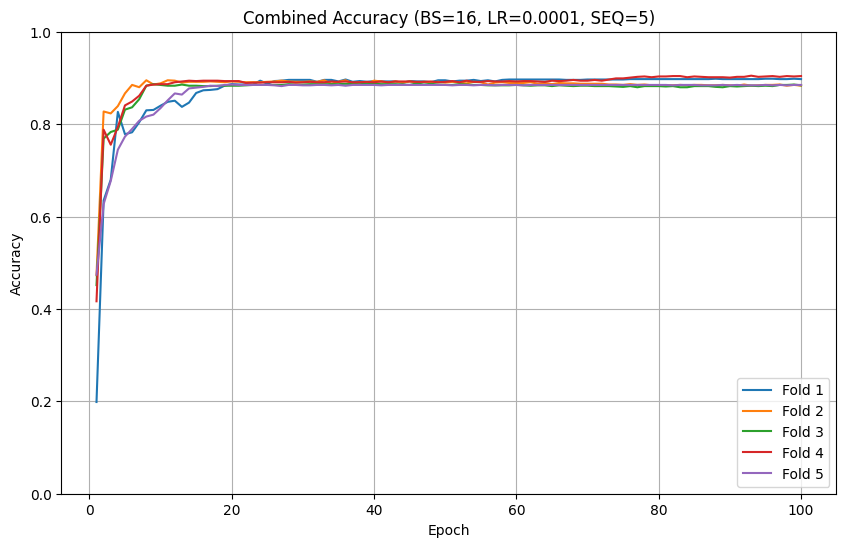 Combined Accuracy (BS=16, LR=0.0001, SEQ=5)
1.0
0.8
0.6
0.4
0.2
0.0
Accuracy
0 20 40 60 80 100
Epoch
Fold 1
Fold 2
Fold 3
Fold 4
Fold 5